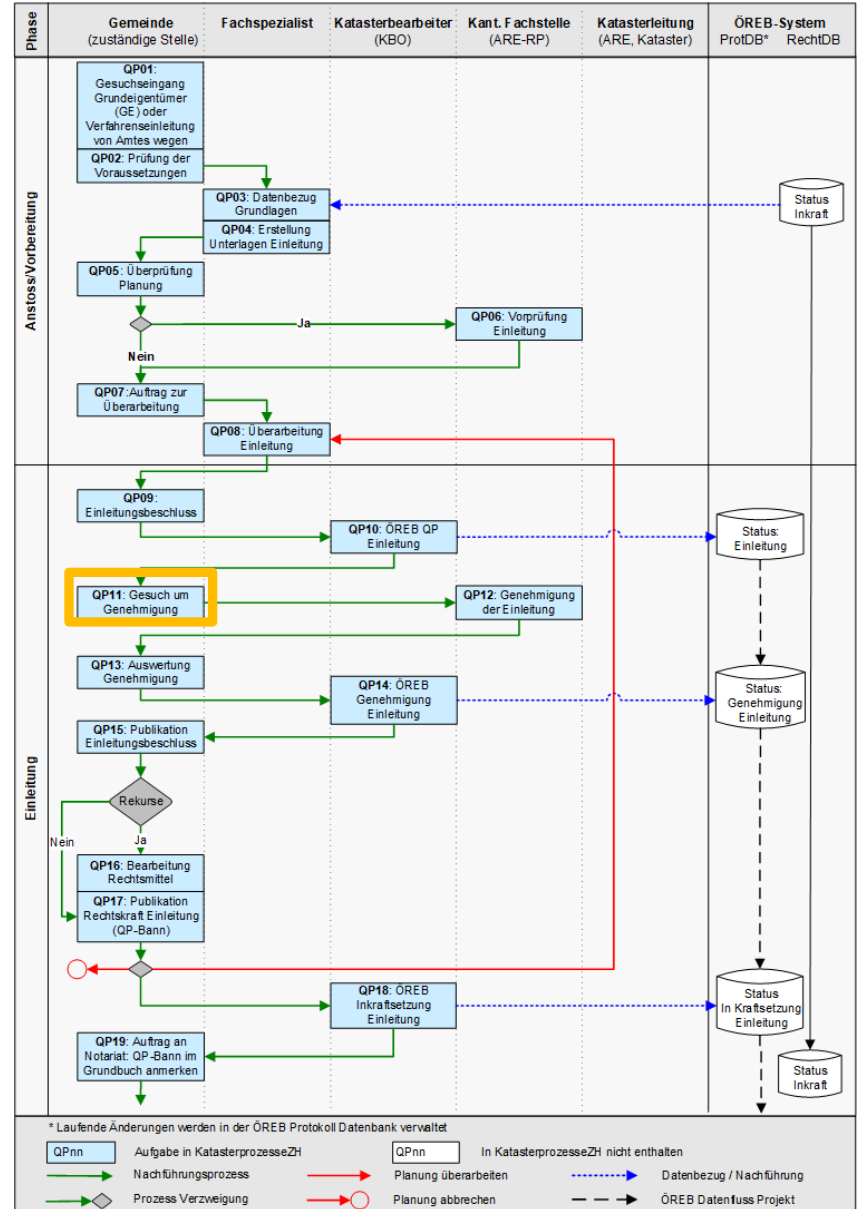 Phase
Gemeinde
(zuständige Stelle)
Fachspezialist
Katasterbearbeiter
(KBO)
Kant. Fachstelle
(ARE-RP)
Katasterleitung
(ARE, Kataster)
ÖREB-System
ProtDB* RechtDB
Anstoss/Vorbereitung
QP01:
Gesuchseingang
Grundeigentümer
(GE) oder
Verfahrenseinleitung
von Amtes wegen
QP02: Prüfung der
Voraussetzungen
QP03: Datenbezug
Grundlagen
Status
Inkraft
QP04: Erstellung
Unterlagen Einleitung
QP05: Überprüfung
Planung
Ja
QP06: Vorprüfung
Einleitung
Nein
QP07:Auftrag zur
Überarbeitung
QP08: Überarbeitung
Einleitung
Einleitung
QP09:
Einleitungsbeschluss
QP10: ÖREB QP
Einleitung
Status:
Einleitung
QP11: Gesuch um
Genehmigung
QP12: Genehmigung
der Einleitung
QP13: Auswertung
Genehmigung
QP14: ÖREB
Genehmigung
Einleitung
Status:
Genehmigung
Einleitung
QP15: Publikation
Einleitungsbeschluss
Rekurse
Nein
Ja
QP16: Bearbeitung
Rechtsmittel
QP17: Publikation
Rechtskraft Einleitung
(QP-Bann)
QP18: ÖREB
Inkraftsetzung
Einleitung
Status
In Kraftsetzung
Einleitung
QP19: Auftrag an
Notariat: QP-Bann im
Grundbuch anmerken
Status
Inkraft
* Laufende Änderungen werden in der ÖREB Protokoll Datenbank verwaltet
QPnn Aufgabe in KatasterprozesseZH QPnn In KatasterprozesseZH nicht enthalten
Nachführungsprozess Planung überarbeiten Datenbezug / Nachführung
Prozess Verzweigung Planung abbrechen ÖREB Datenfluss Projekt